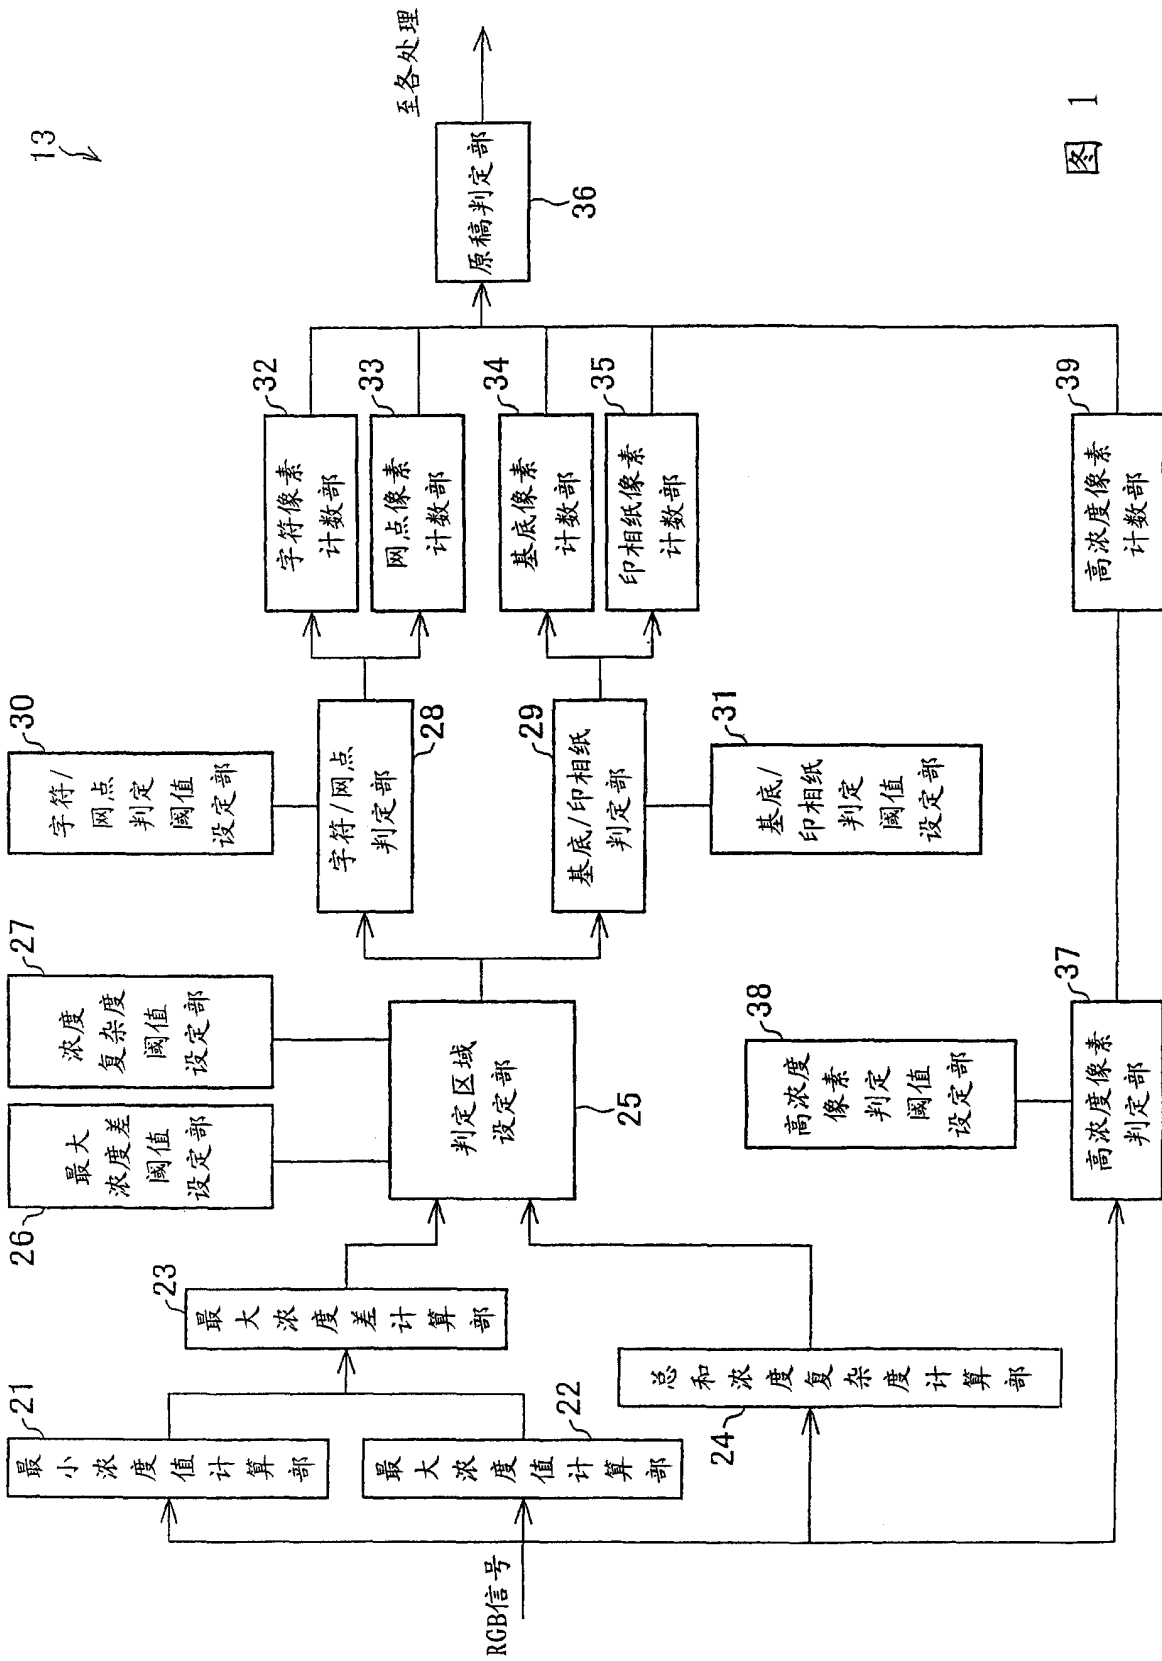 13
RGB信号
最小浓度值计算部
21
最大浓度值计算部
22
最大浓度差计算部
23
总和浓度复杂度计算部
24
最大
浓度差
阈值
设定部
26
浓度
复杂度
阈值
设定部
27
判定区域
设定部
25
字符/
网点
判定
阈值
设定部
30
字符/网点
判定部
28
基底/印相纸
判定部
29
基底/
印相纸
判定
阈值
设定部
31
字符像素
计数部
32
网点像素
计数部
33
基底像素
计数部
34
印相纸像素
计数部
35
原稿判定部
36
至各处理
高浓度
像素
判定
阈值
设定部
38
高浓度像素
判定部
37
高浓度像素
计数部
39
图 1